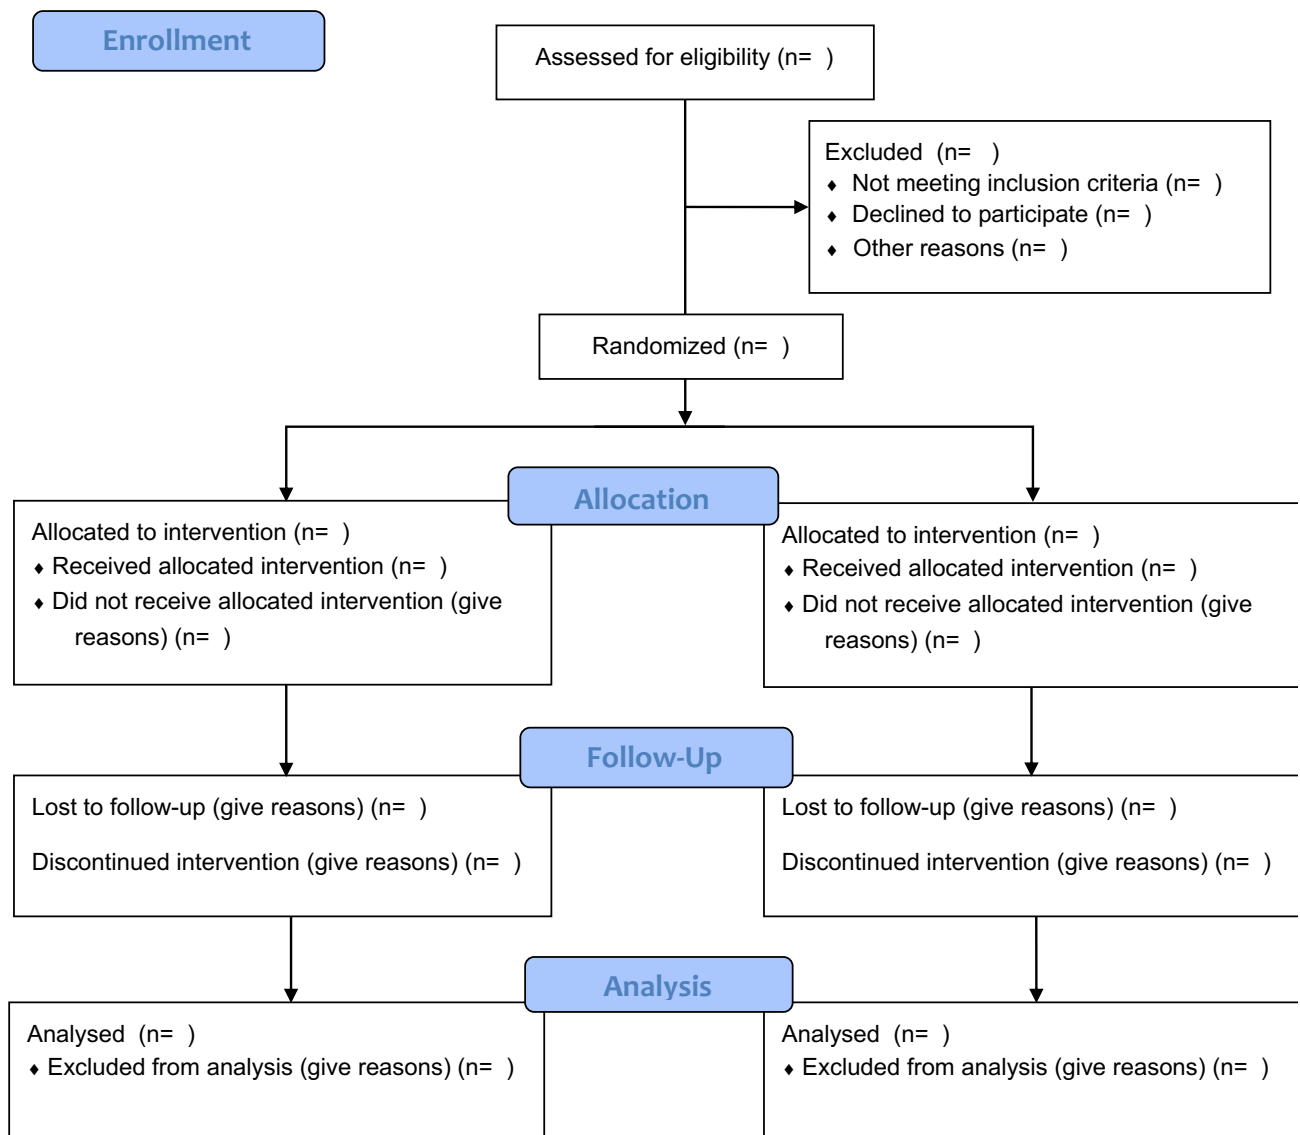 Enrollment
Assessed for eligibility (n=  )
Excluded  (n=   )
♦ Not meeting inclusion criteria (n=  )
♦ Declined to participate (n=  )
♦ Other reasons (n=  )
Randomized (n=  )
Allocation
Allocated to intervention (n=  )
♦ Received allocated intervention (n=  )
♦ Did not receive allocated intervention (give
reasons) (n=  )
Allocated to intervention (n=  )
♦ Received allocated intervention (n=  )
♦ Did not receive allocated intervention (give
reasons) (n=  )
Follow-Up
Lost to follow-up (give reasons) (n=  )
Discontinued intervention (give reasons) (n=  )
Lost to follow-up (give reasons) (n=  )
Discontinued intervention (give reasons) (n=  )
Analysis
Analysed  (n=  )
♦ Excluded from analysis (give reasons) (n=  )
Analysed  (n=  )
♦ Excluded from analysis (give reasons) (n=  )